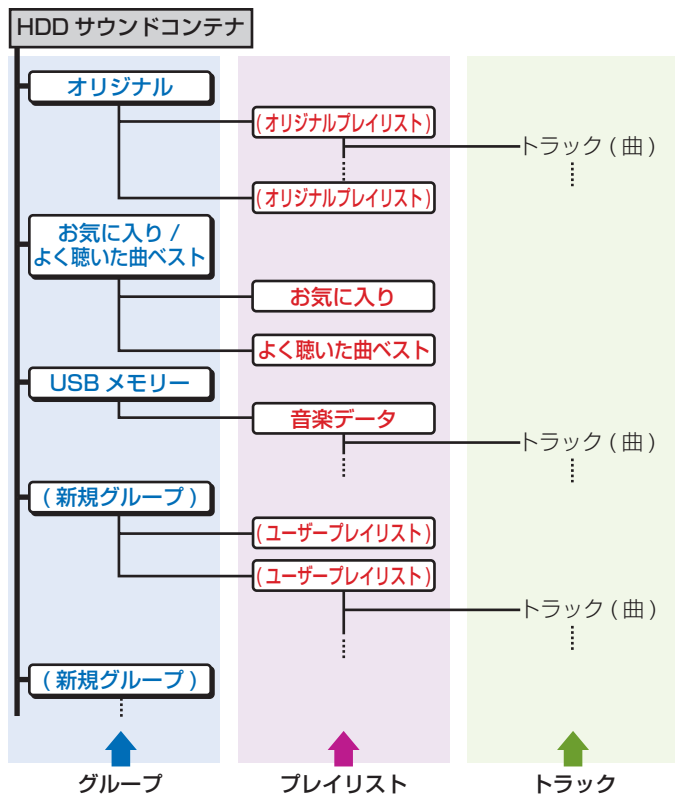 HDD サウンドコンテナ
オリジナル
(オリジナルプレイリスト)
トラック ( 曲 )
(オリジナルプレイリスト)
お気に入り /
よく聴いた曲ベスト
お気に入り
よく聴いた曲ベスト
USB メモリー
音楽データ
トラック ( 曲 )
( 新規グループ )
(ユーザープレイリスト)
(ユーザープレイリスト)
トラック ( 曲 )
( 新規グループ )
グループ
プレイリスト
トラック